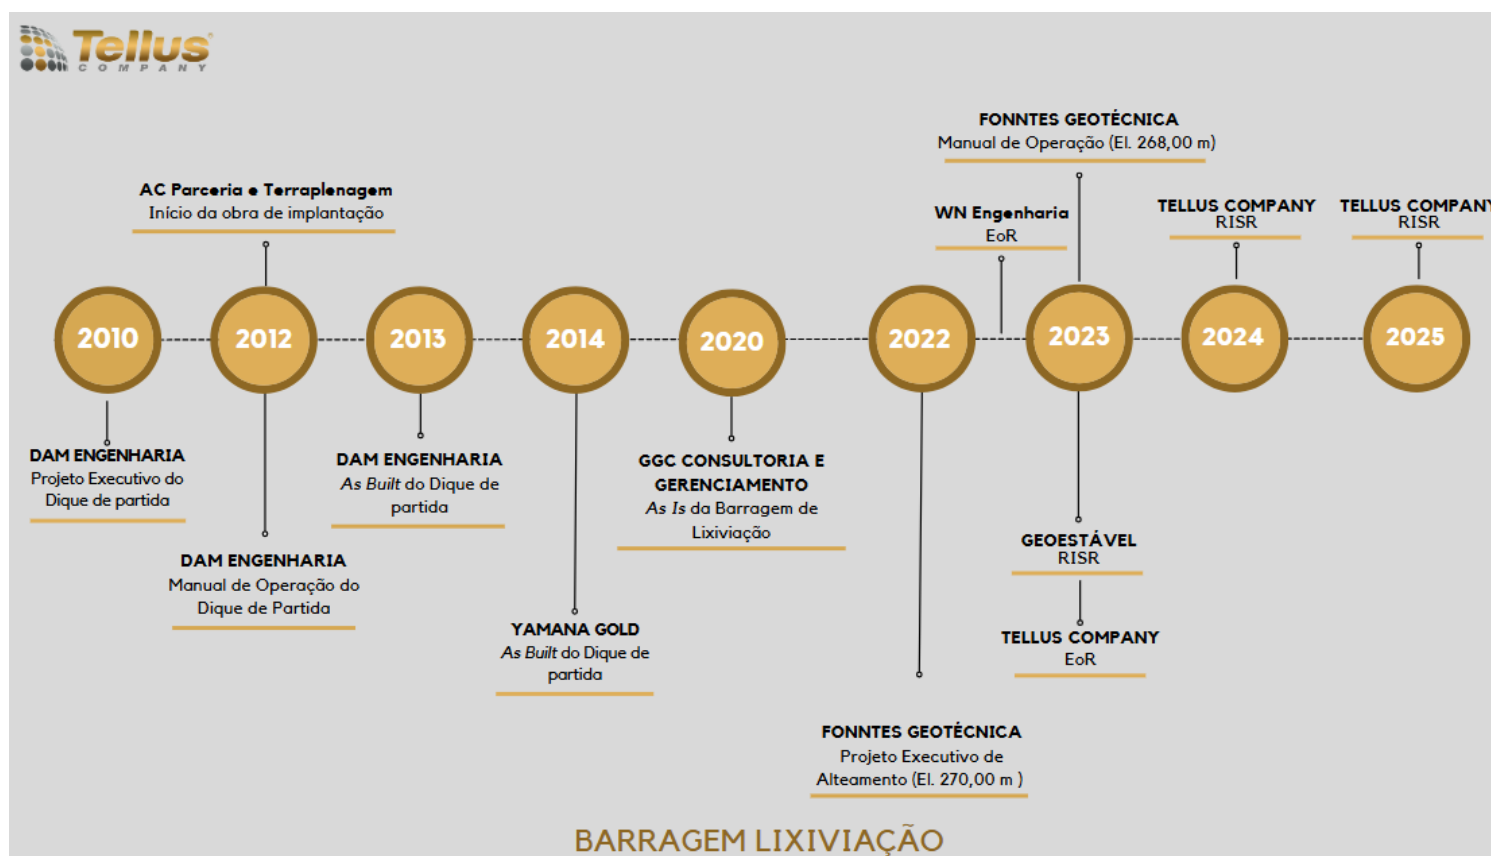 Tellus
COMPANY
FONNTES GEOTÉCNICA
Manual de Operação (El. 268,00 m)
AC Parceria e Terraplenagem
Início da obra de implantação
WN Engenharia
EoR
TELLUS COMPANY
RISR
TELLUS COMPANY
RISR
2010
2012
2013
2014
2020
2022
2023
2024
2025
DAM ENGENHARIA
Projeto Executivo do
Dique de partida
DAM ENGENHARIA
Manual de Operação do
Dique de Partida
DAM ENGENHARIA
As Built do Dique de
partida
YAMANA GOLD
As Built do Dique de
partida
GGC CONSULTORIA E
GERENCIAMENTO
As Is da Barragem de
Lixiviação
FONNTES GEOTÉCNICA
Projeto Executivo de
Alteamento (El. 270,00 m )
GEOESTÁVEL
RISR
TELLUS COMPANY
EoR
BARRAGEM LIXIVIAÇÃO